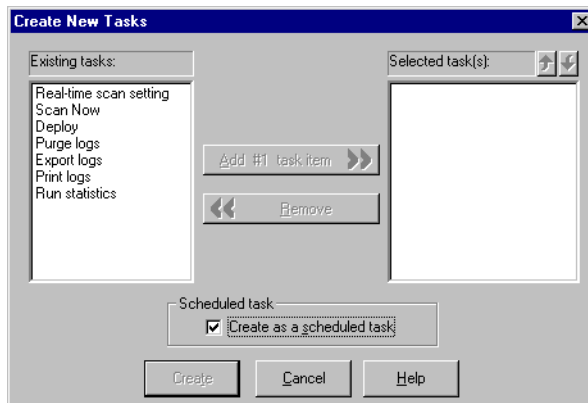 Create New Tasks
Existing tasks:
Selected task(s):
Real-time scan setting
Scan Now
Deploy
Purge logs
Export logs
Print logs
Run statistics
Add #1 task item
Remove
Scheduled task
Create as a scheduled task
Create
Cancel
Help